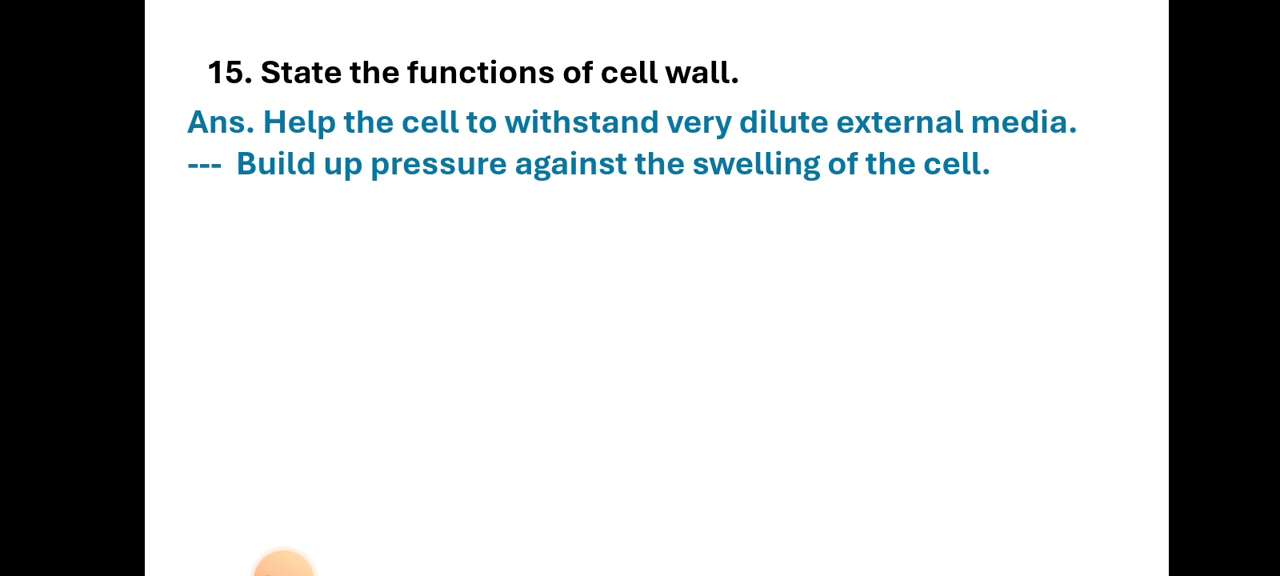 15. State the functions of cell wall.
Ans. Help the cell to withstand very dilute external media.
--- Build up pressure against the swelling of the cell.